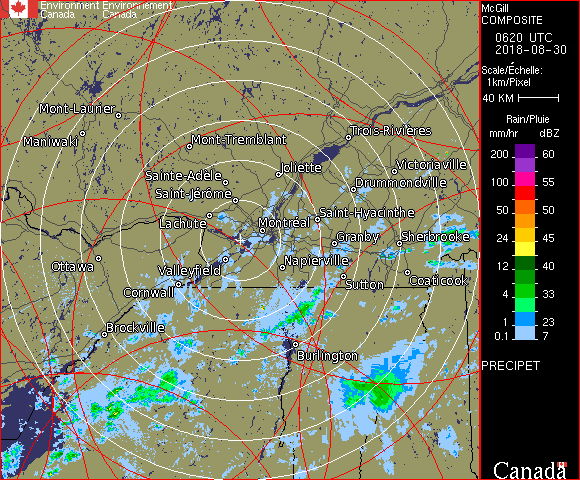 Environment Environnement
Canada Canada
McGill
COMPOSITE
0620 UTC
2018-08-30
Scale/Échelle:
1km/Pixel
40 KM
Rain/Pluie
mm/hr dBZ
200 60
100 55
50 50
24 45
12 40
4 33
1 23
0.1 7
PRECIPET
Canada
Mont-Laurier
Maniwaki
Mont-Tremblant
Trois-Rivières
Joliette
Victoriaville
Sainte-Adèle
Drummondville
Saint-Jérôme
Saint-Hyacinthe
Lachute
Montréal
Granby
Sherbrooke
Ottawa
Valleyfield
Napierville
Cornwall
Sutton
Coaticook
Brockville
Burlington